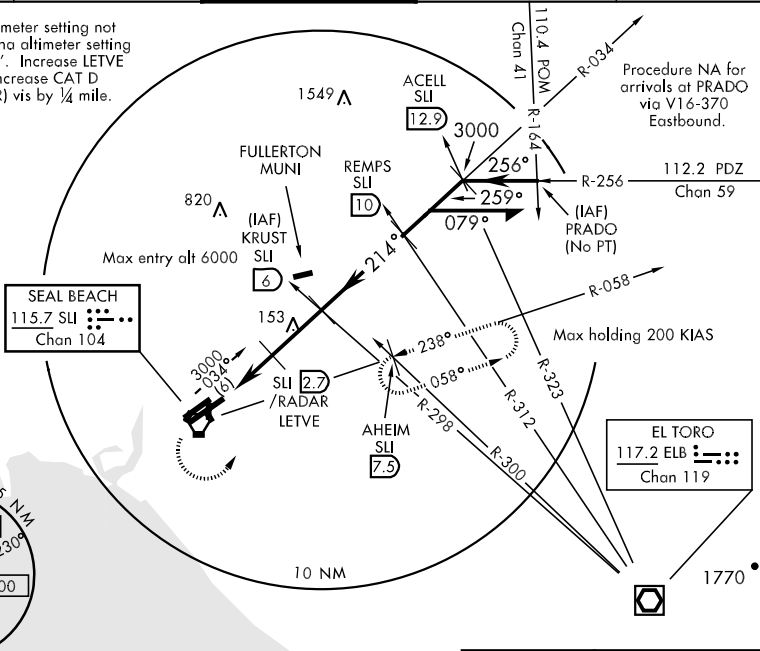 meter setting not
na altimeter setting
'. Increase LETVE
ncrease CAT D
R) vis by ¼ mile.
1549
ACELL
SLI
12.9
3000
110.4 POM
Chan 41
R-164
R-034
Procedure NA for
arrivals at PRADO
via V16-370
Eastbound.
FULLERTON
MUNI
REMPS
SLI
10
256°
R-256
112.2 PDZ
Chan 59
259°
079°
(IAF)
PRADO
(No PT)
820
(IAF)
KRUST
SLI
6
Max entry alt 6000
214°
SEAL BEACH
115.7 SLI
Chan 104
153
R-058
238°
058°
Max holding 200 KIAS
3000
034°
(6)
SLI 2.7
/RADAR
LETVE
R-298
R-300
R-312
R-323
AHEIM
SLI
7.5
EL TORO
117.2 ELB
Chan 119
5 NM
230°
00
10 NM
1770